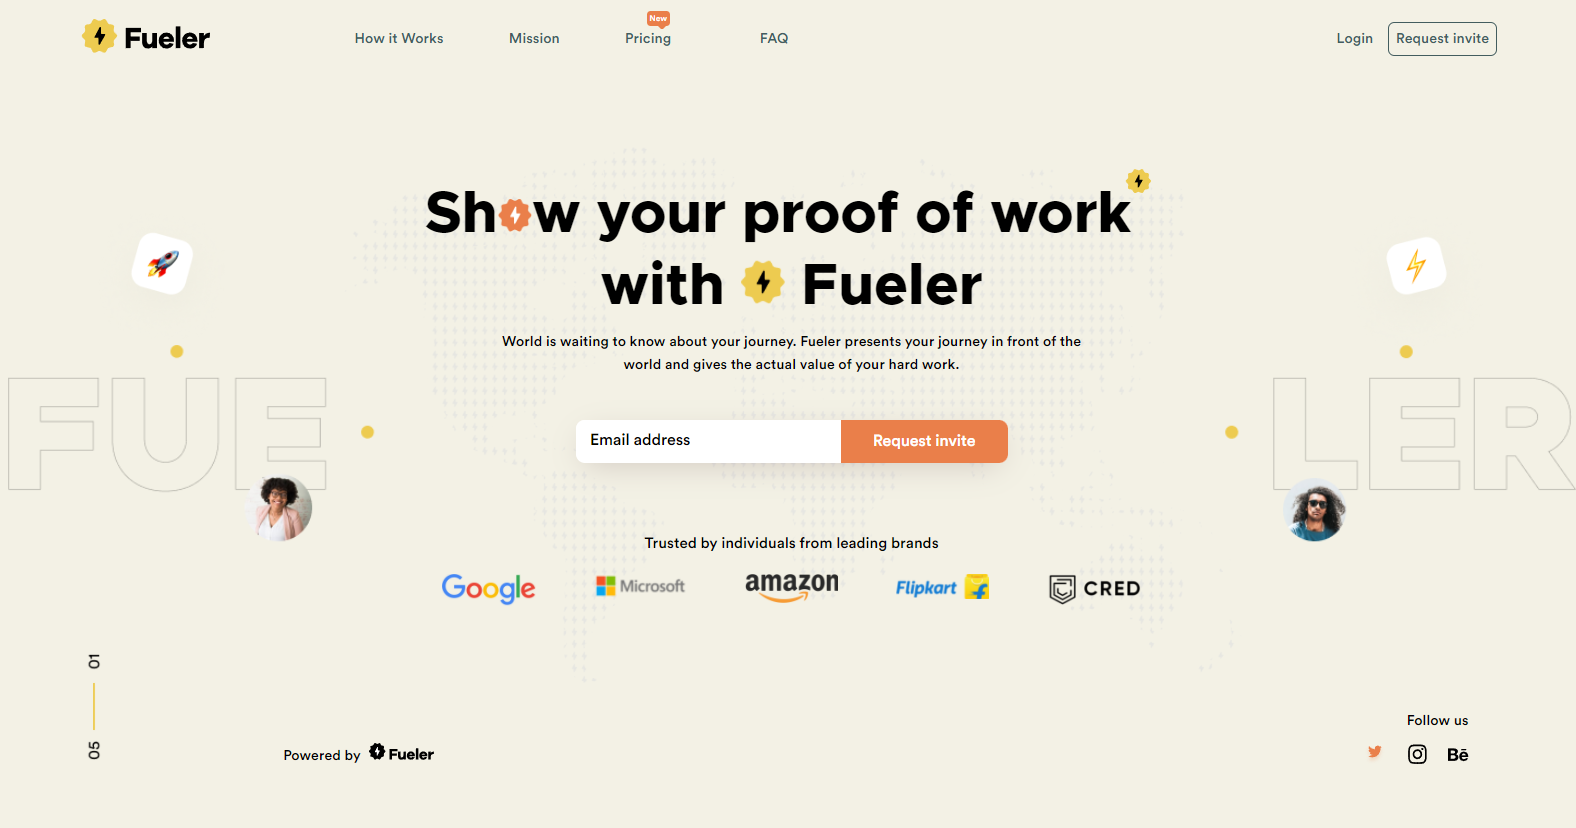 Fueler
How it Works
Mission
New
Pricing
FAQ
Login
Request invite
Show your proof of work
with Fueler
World is waiting to know about your journey. Fueler presents your journey in front of the
world and gives the actual value of your hard work.
FUE
LER
Email address
Request invite
Trusted by individuals from leading brands
Google
Microsoft
amazon
Flipkart
CRED
01
05
Powered by Fueler
Follow us
Bē